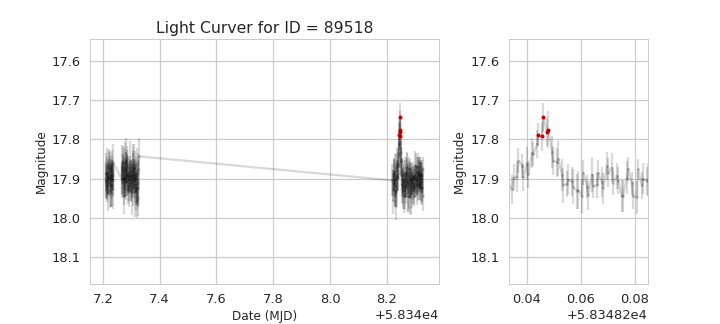 Light Curver for ID = 89518
17.6
17.7
17.8
17.9
18.0
18.1
Magnitude
7.2 7.4 7.6 7.8 8.0 8.2
Date (MJD)
+5.834e4
17.6
17.7
17.8
17.9
18.0
18.1
Magnitude
0.04 0.06 0.08
+5.83482e4